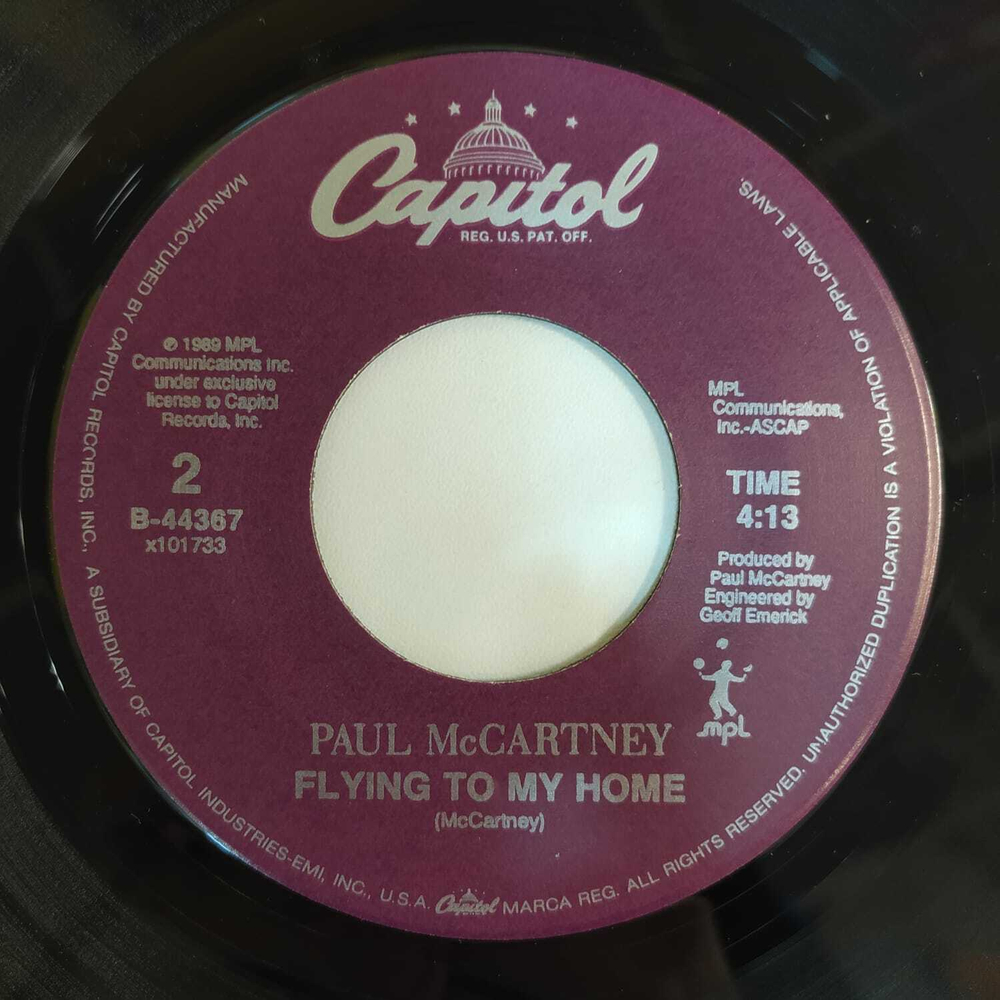 Capitol
REG. U.S. PAT. OFF.
℗ 1989 MPL
Communications Inc.
under exclusive
license to Capitol
Records, Inc.
2
B-44367
x101733
MPL
Communications,
Inc.-ASCAP
TIME
4:13
Produced by
Paul McCartney
Engineered by
Geoff Emerick
mpl
PAUL McCARTNEY
FLYING TO MY HOME
(McCartney)
MANUFACTURED BY CAPITOL RECORDS, INC., A SUBSIDIARY OF CAPITOL INDUSTRIES-EMI, INC., U.S.A. Capitol MARCA REG. ALL RIGHTS RESERVED. UNAUTHORIZED DUPLICATION IS A VIOLATION OF APPLICABLE LAWS.